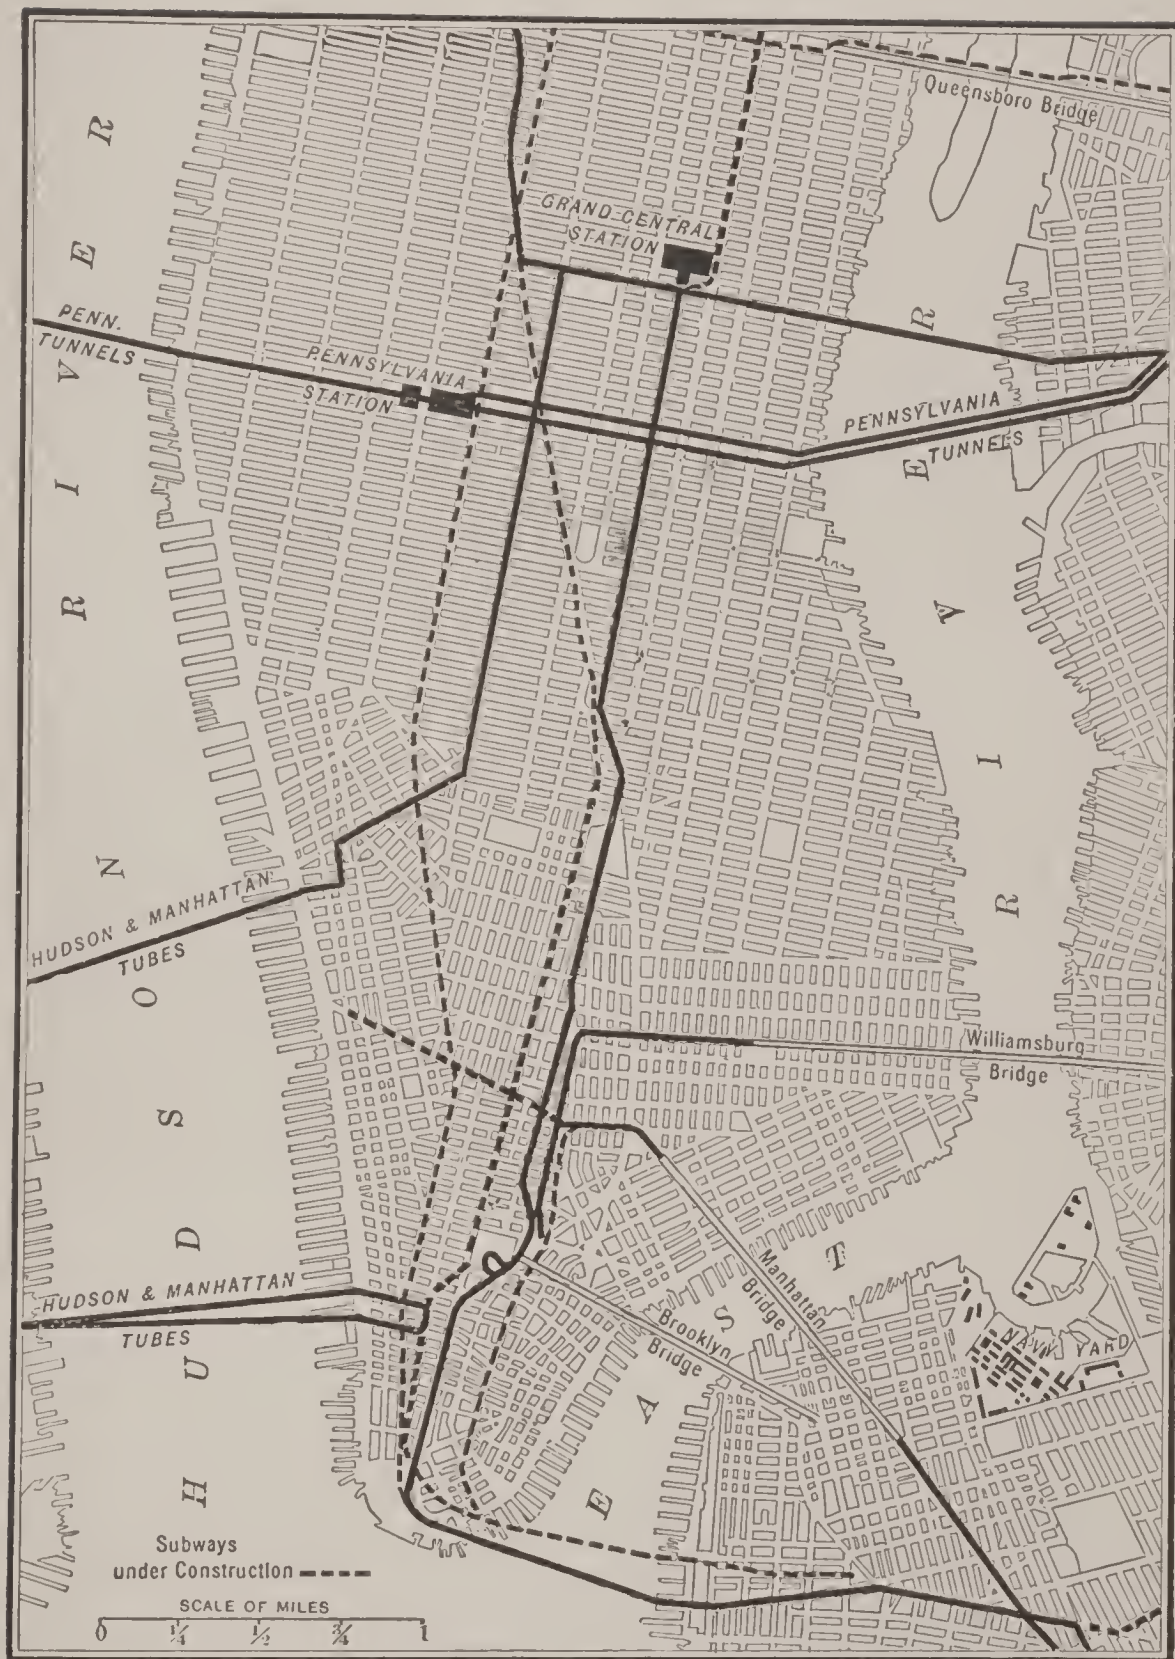 Queensboro Bridge
GRAND CENTRAL
STATION
PENN.
TUNNELS
PENNSYLVANIA
STATION
PENNSYLVANIA
TUNNELS
HUDSON & MANHATTAN
TUBES
Williamsburg
Bridge
HUDSON & MANHATTAN
TUBES
Manhattan
Bridge
Brooklyn
Bridge
NAVY YARD
HUDSON RIVER
EAST RIVER
Subways
under Construction
SCALE OF MILES
0 1/4 1/2 3/4 1